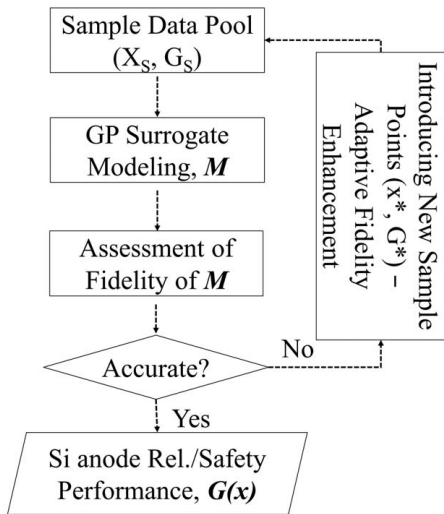 Sample Data Pool
(X_S, G_S)
GP Surrogate
Modeling, M
Assessment of
Fidelity of M
Accurate?
No
Yes
Si anode Rel./Safety
Performance, G(x)
Introducing New Sample
Points (x*, G*) –
Adaptive Fidelity
Enhancement